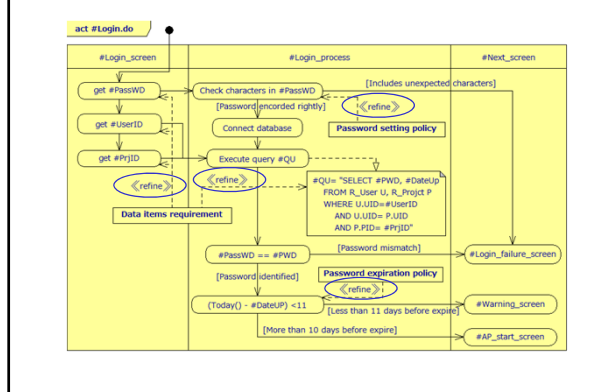 act #Login.do
#Login_screen
#Login_process
#Next_screen
get #PassWD
Check characters in #PassWD
[Includes unexpected characters]
[Password encorded rightly]
≪refine≫
get #UserID
Connect database
Password setting policy
get #PrjID
Execute query #QU
≪refine≫
≪refine≫
#QU= "SELECT #PWD, #DateUp
FROM R_User U, R_Projct P
WHERE U.UID=#UserID
AND U.UID= P.UID
AND P.PID= #PrjID"
Data items requirement
[Password mismatch]
#PassWD == #PWD
#Login_failure_screen
[Password identified]
Password expiration policy
≪refine≫
(Today() - #DateUP) <11
[Less than 11 days before expire]
#Warning_screen
[More than 10 days before expire]
#AP_start_screen